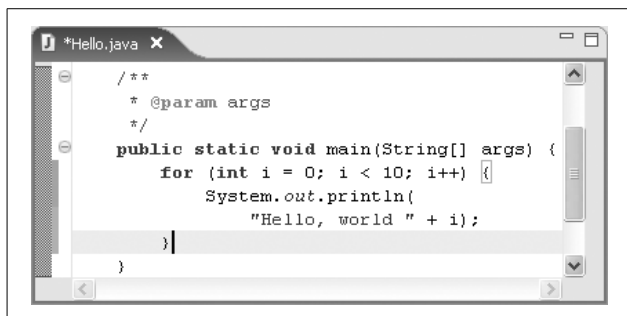 *Hello.java
/**
 * @param args
 */
public static void main(String[] args) {
    for (int i = 0; i < 10; i++) {
        System.out.println(
            "Hello, world " + i);
    }
}